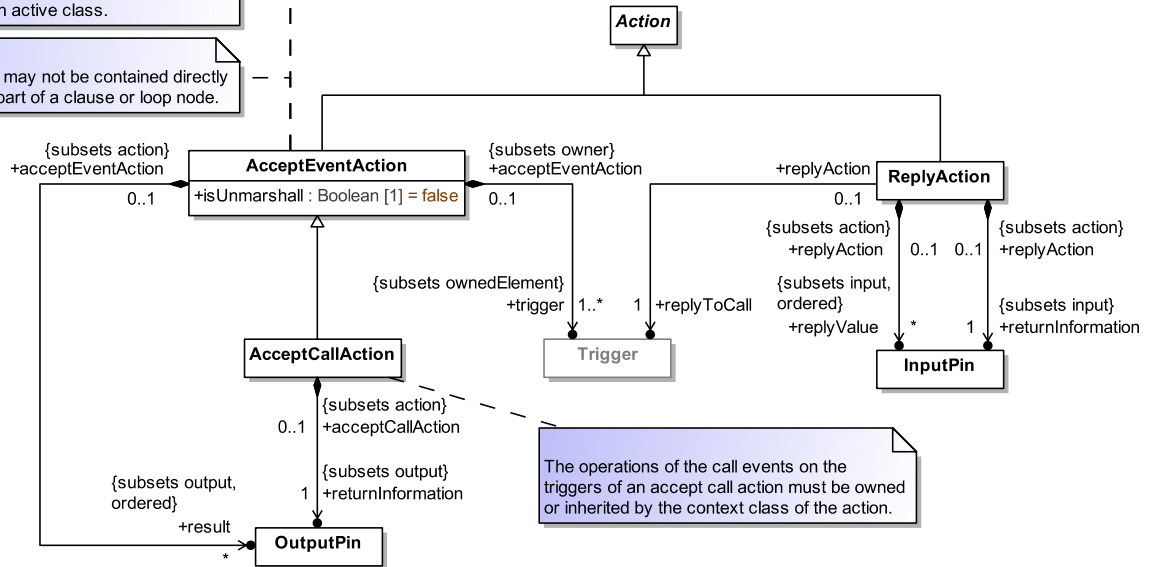 n active class.
Action
may not be contained directly
part of a clause or loop node.
{subsets action}
+acceptEventAction
0..1
AcceptEventAction
+isUnmarshall : Boolean [1] = false
{subsets owner}
+acceptEventAction
0..1
+replyAction
0..1
ReplyAction
{subsets action}
+replyAction
0..1
0..1
{subsets action}
+replyAction
{subsets ownedElement}
+trigger
1..*
1
+replyToCall
{subsets input,
ordered}
+replyValue
*
1
{subsets input}
+returnInformation
AcceptCallAction
Trigger
InputPin
{subsets action}
0..1
+acceptCallAction
{subsets output}
1
+returnInformation
The operations of the call events on the
triggers of an accept call action must be owned
or inherited by the context class of the action.
{subsets output,
ordered}
+result
*
OutputPin